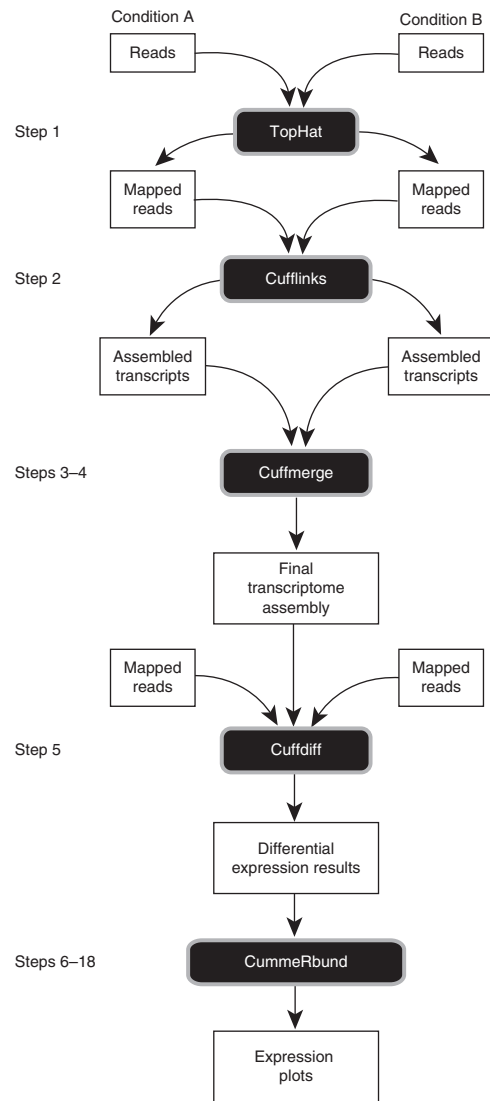 Condition A
Condition B
Reads
Reads
Step 1
TopHat
Mapped
reads
Mapped
reads
Step 2
Cufflinks
Assembled
transcripts
Assembled
transcripts
Steps 3–4
Cuffmerge
Final
transcriptome
assembly
Mapped
reads
Mapped
reads
Step 5
Cuffdiff
Differential
expression results
Steps 6–18
CummeRbund
Expression
plots